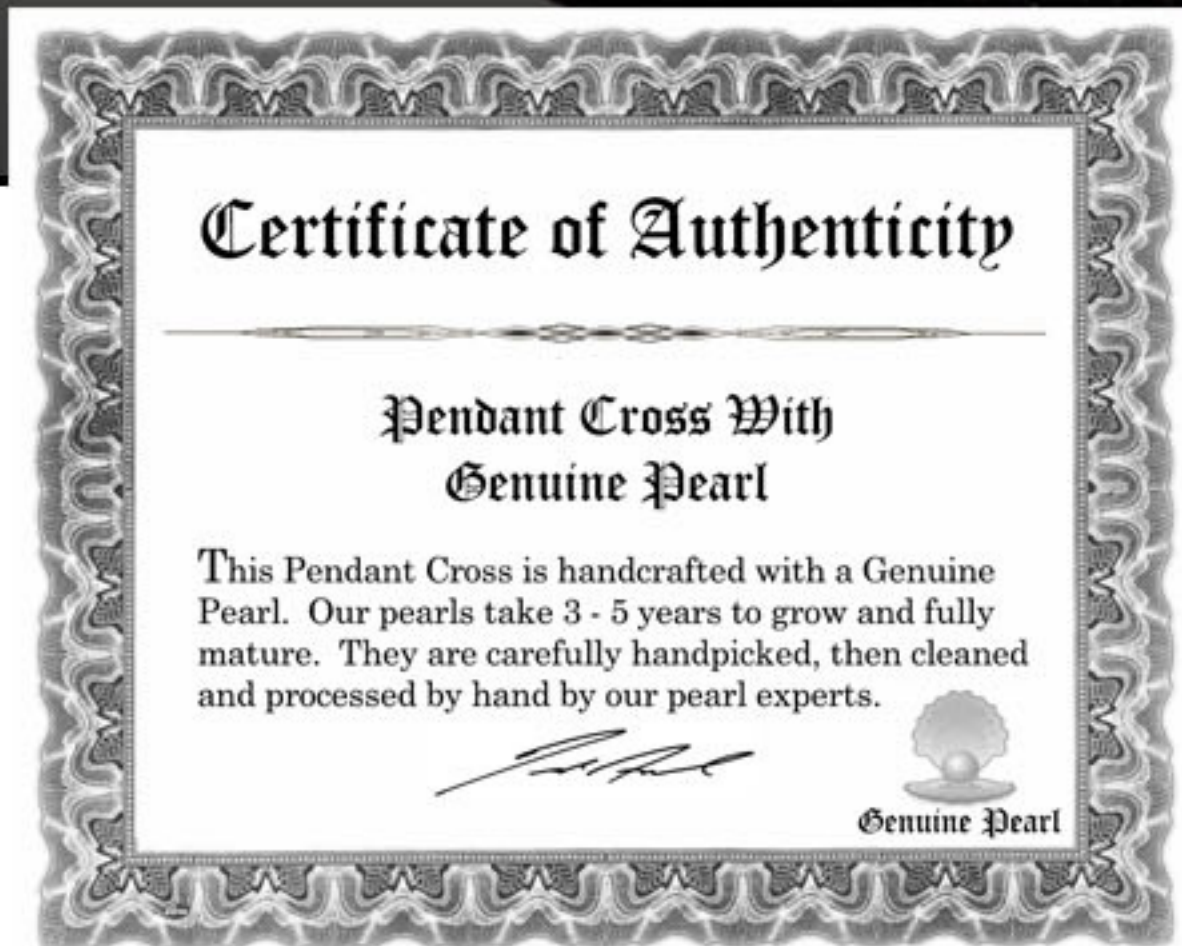 Certificate of Authenticity
Pendant Cross With
Genuine Pearl
This Pendant Cross is handcrafted with a Genuine
Pearl.  Our pearls take 3 - 5 years to grow and fully
mature.  They are carefully handpicked, then cleaned
and processed by hand by our pearl experts.
Genuine Pearl